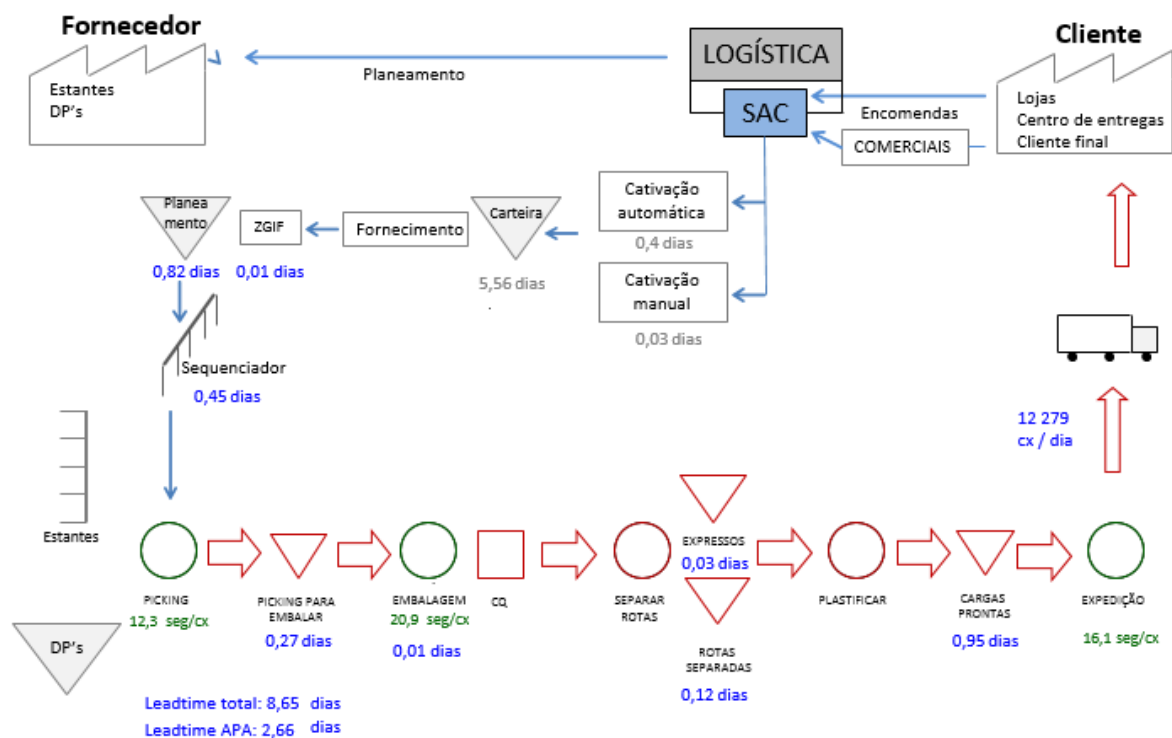 Fornecedor
Estantes
DP's
Planeamento
LOGÍSTICA
SAC
Encomendas
COMERCIAIS
Cliente
Lojas
Centro de entregas
Cliente final
Planea
mento
0,82 dias
ZGIF
0,01 dias
Fornecimento
Carteira
5,56 dias
Cativação
automática
0,4 dias
Cativação
manual
0,03 dias
Sequenciador
0,45 dias
12 279
cx / dia
Estantes
PICKING
12,3 seg/cx
PICKING PARA
EMBALAR
0,27 dias
EMBALAGEM
20,9 seg/cx
0,01 dias
CQ
SEPARAR
ROTAS
EXPRESSOS
0,03 dias
ROTAS
SEPARADAS
0,12 dias
PLASTIFICAR
CARGAS
PRONTAS
0,95 dias
EXPEDIÇÃO
16,1 seg/cx
DP's
Leadtime total: 8,65 dias
Leadtime APA: 2,66 dias